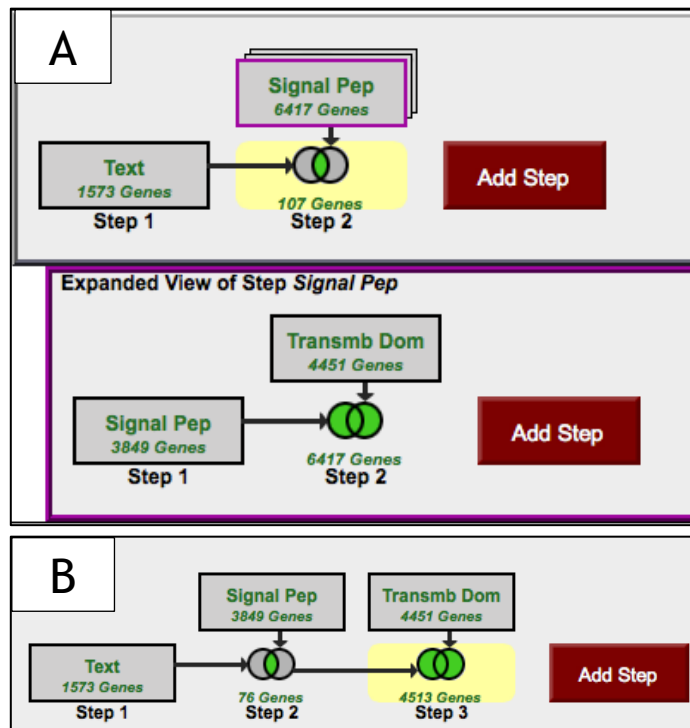 A
Signal Pep
6417 Genes
Text
1573 Genes
Step 1
107 Genes
Step 2
Add Step
Expanded View of Step Signal Pep
Transmb Dom
4451 Genes
Signal Pep
3849 Genes
Step 1
6417 Genes
Step 2
Add Step
B
Signal Pep
3849 Genes
Transmb Dom
4451 Genes
Text
1573 Genes
Step 1
76 Genes
Step 2
4513 Genes
Step 3
Add Step